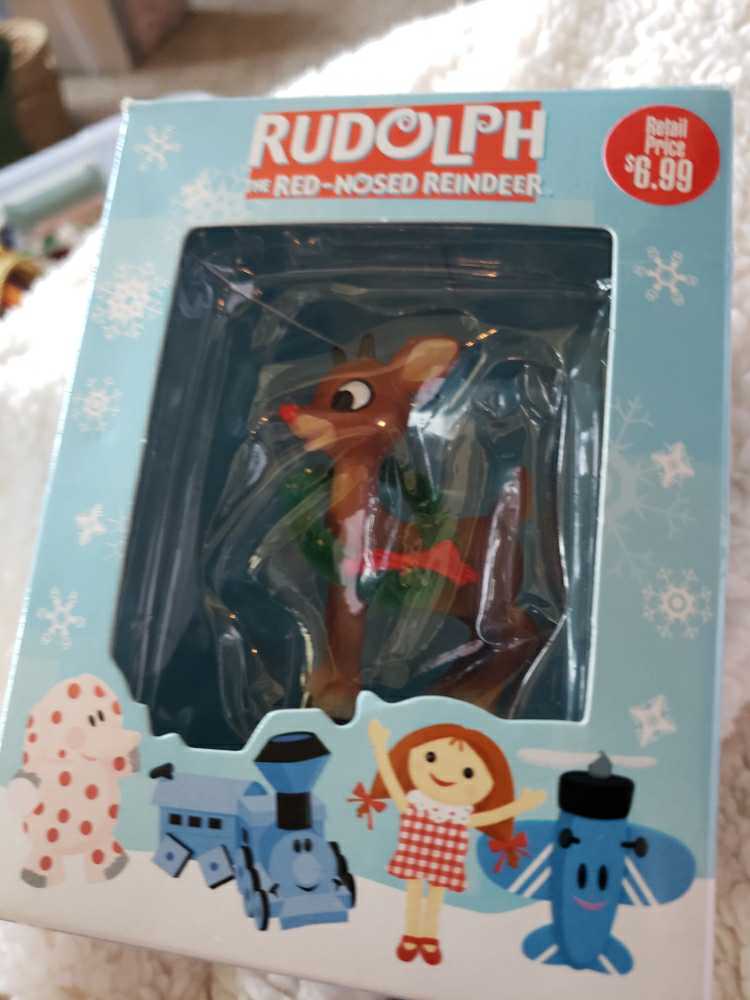 RUDOLPH
THE RED-NOSED REINDEER
Retail
Price
$6.99